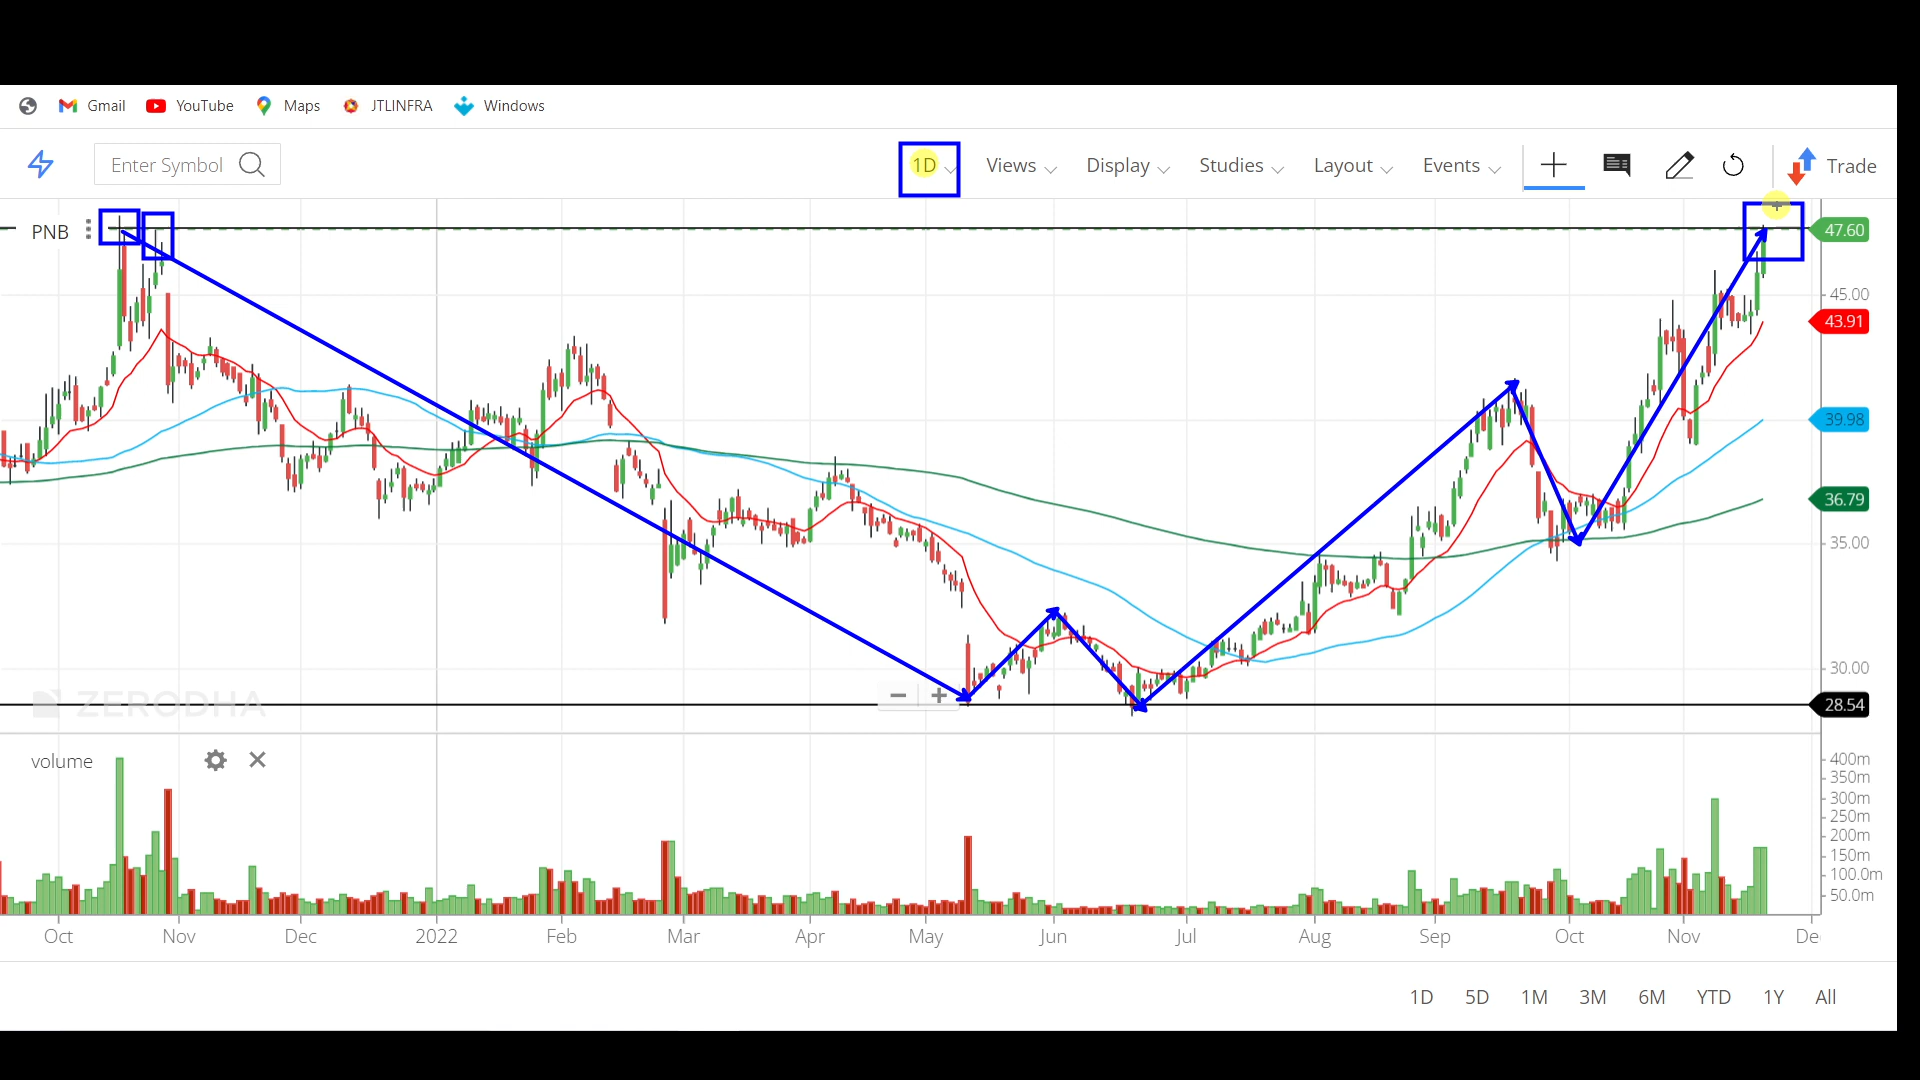 Gmail YouTube Maps JTLINFRA Windows
Enter Symbol 1D Views Display Studies Layout Events Trade
PNB
47.60
45.00
43.91
39.98
36.79
35.00
30.00
28.54
ZERODHA
volume
400m
350m
300m
250m
200m
150m
100.0m
50.0m
Oct Nov Dec 2022 Feb Mar Apr May Jun Jul Aug Sep Oct Nov De
1D 5D 1M 3M 6M YTD 1Y All